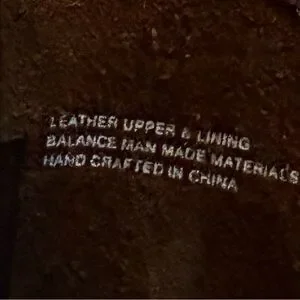 LEATHER UPPER & LINING
BALANCE MAN MADE MATERIALS
HAND CRAFTED IN CHINA